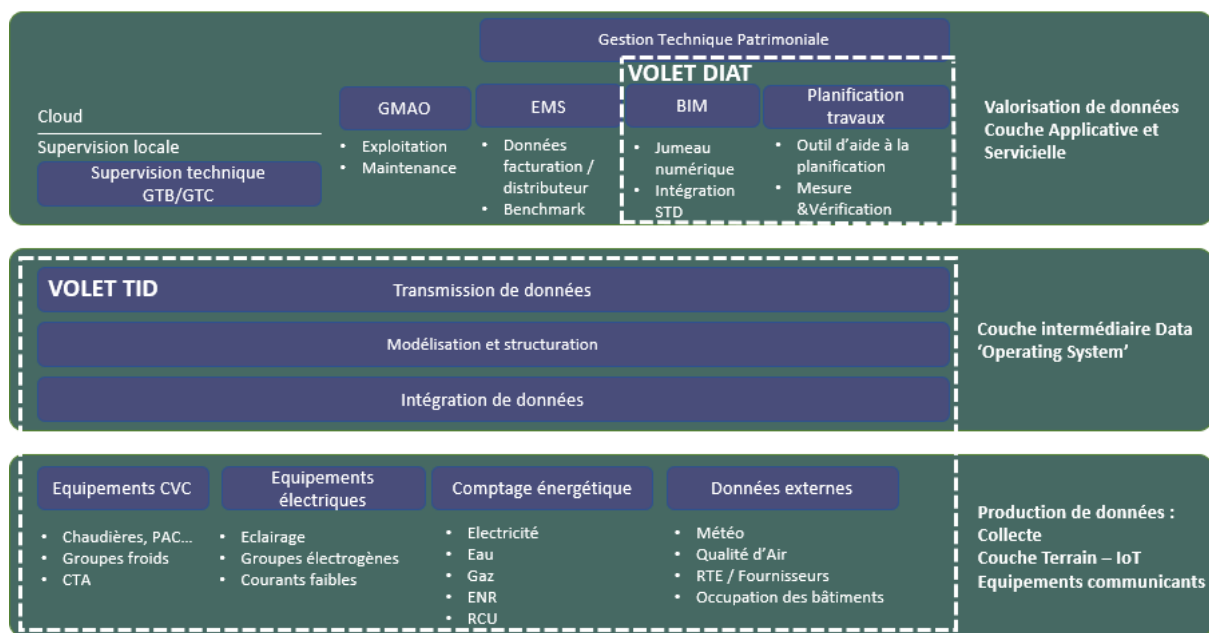 Gestion Technique Patrimoniale
VOLET DIAT
Cloud
Supervision locale
Supervision technique
GTB/GTC
GMAO
• Exploitation
• Maintenance
EMS
• Données
facturation /
distributeur
• Benchmark
BIM
• Jumeau
numérique
• Intégration
STD
Planification
travaux
• Outil d'aide à la
planification
• Mesure
&Vérification
Valorisation de données
Couche Applicative et
Servicielle
VOLET TID
Transmission de données
Modélisation et structuration
Intégration de données
Couche intermédiaire Data
'Operating System'
Equipements CVC
• Chaudières, PAC...
• Groupes froids
• CTA
Equipements
électriques
• Eclairage
• Groupes électrogènes
• Courants faibles
Comptage énergétique
• Electricité
• Eau
• Gaz
• ENR
• RCU
Données externes
• Météo
• Qualité d'Air
• RTE / Fournisseurs
• Occupation des bâtiments
Production de données :
Collecte
Couche Terrain – IoT
Equipements communicants